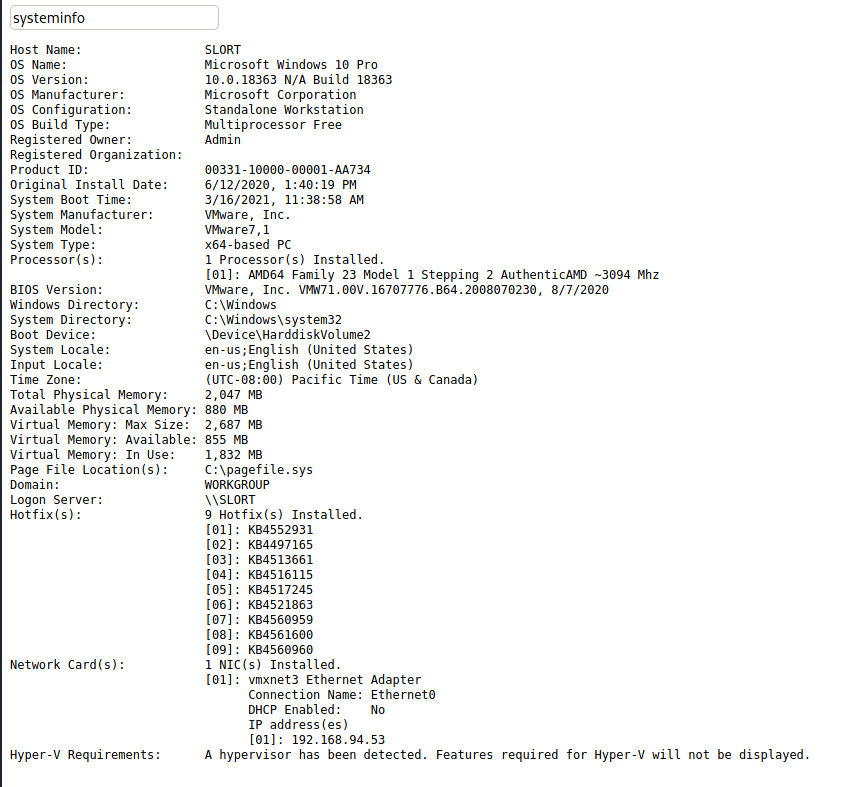 systeminfo
Host Name: SLORT
OS Name: Microsoft Windows 10 Pro
OS Version: 10.0.18363 N/A Build 18363
OS Manufacturer: Microsoft Corporation
OS Configuration: Standalone Workstation
OS Build Type: Multiprocessor Free
Registered Owner: Admin
Registered Organization:
Product ID: 00331-10000-00001-AA734
Original Install Date: 6/12/2020, 1:40:19 PM
System Boot Time: 3/16/2021, 11:38:58 AM
System Manufacturer: VMware, Inc.
System Model: VMware7,1
System Type: x64-based PC
Processor(s): 1 Processor(s) Installed.
[01]: AMD64 Family 23 Model 1 Stepping 2 AuthenticAMD ~3094 Mhz
BIOS Version: VMware, Inc. VMW71.00V.16707776.B64.2008070230, 8/7/2020
Windows Directory: C:\Windows
System Directory: C:\Windows\system32
Boot Device: \Device\HarddiskVolume2
System Locale: en-us;English (United States)
Input Locale: en-us;English (United States)
Time Zone: (UTC-08:00) Pacific Time (US & Canada)
Total Physical Memory: 2,047 MB
Available Physical Memory: 880 MB
Virtual Memory: Max Size: 2,687 MB
Virtual Memory: Available: 855 MB
Virtual Memory: In Use: 1,832 MB
Page File Location(s): C:\pagefile.sys
Domain: WORKGROUP
Logon Server: \\SLORT
Hotfix(s): 9 Hotfix(s) Installed.
[01]: KB4552931
[02]: KB4497165
[03]: KB4513661
[04]: KB4516115
[05]: KB4517245
[06]: KB4521863
[07]: KB4560959
[08]: KB4561600
[09]: KB4560960
Network Card(s): 1 NIC(s) Installed.
[01]: vmxnet3 Ethernet Adapter
Connection Name: Ethernet0
DHCP Enabled: No
IP address(es)
[01]: 192.168.94.53
Hyper-V Requirements: A hypervisor has been detected. Features required for Hyper-V will not be displayed.